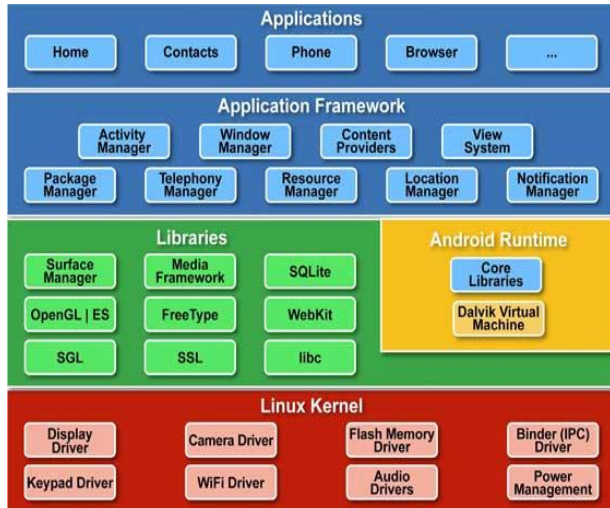 Applications
Home
Contacts
Phone
Browser
...
Application Framework
Activity
Manager
Window
Manager
Content
Providers
View
System
Package
Manager
Telephony
Manager
Resource
Manager
Location
Manager
Notification
Manager
Libraries
Surface
Manager
Media
Framework
SQLite
OpenGL | ES
FreeType
WebKit
SGL
SSL
libc
Android Runtime
Core
Libraries
Dalvik Virtual
Machine
Linux Kernel
Display
Driver
Camera Driver
Flash Memory
Driver
Binder (IPC)
Driver
Keypad Driver
WiFi Driver
Audio
Drivers
Power
Management